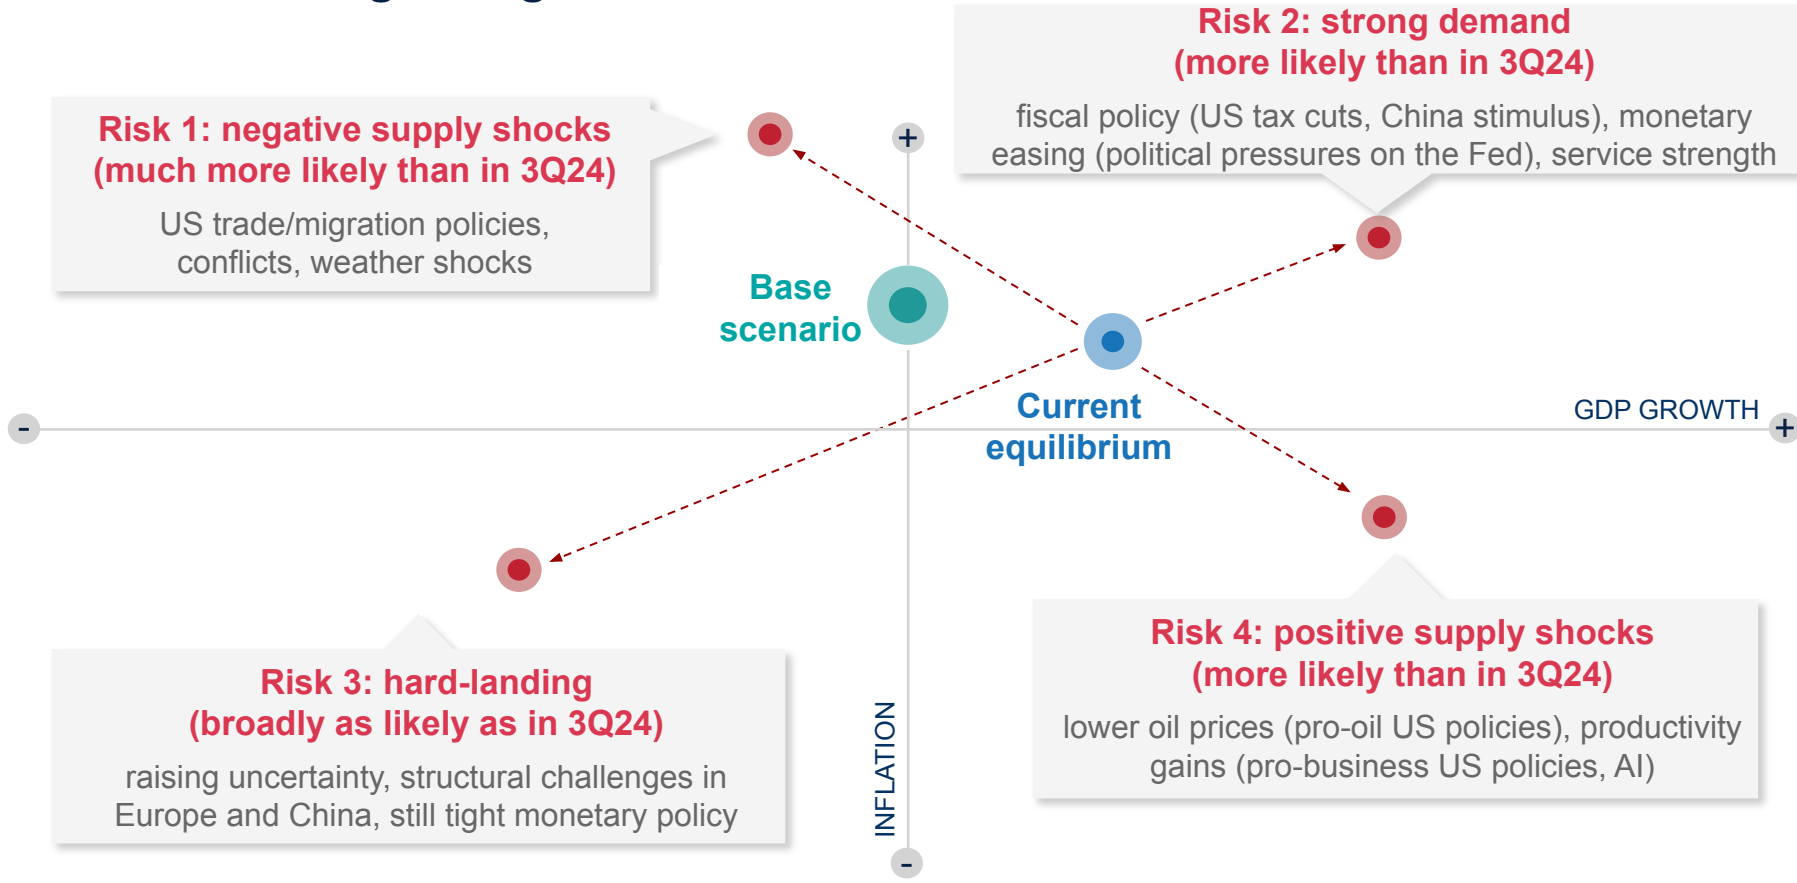 Risk 1: negative supply shocks
(much more likely than in 3Q24)
US trade/migration policies,
conflicts, weather shocks
Risk 2: strong demand
(more likely than in 3Q24)
fiscal policy (US tax cuts, China stimulus), monetary
easing (political pressures on the Fed), service strength
+
Base
scenario
Current
equilibrium
GDP GROWTH
-
+
Risk 3: hard-landing
(broadly as likely as in 3Q24)
raising uncertainty, structural challenges in
Europe and China, still tight monetary policy
INFLATION
-
Risk 4: positive supply shocks
(more likely than in 3Q24)
lower oil prices (pro-oil US policies), productivity
gains (pro-business US policies, AI)